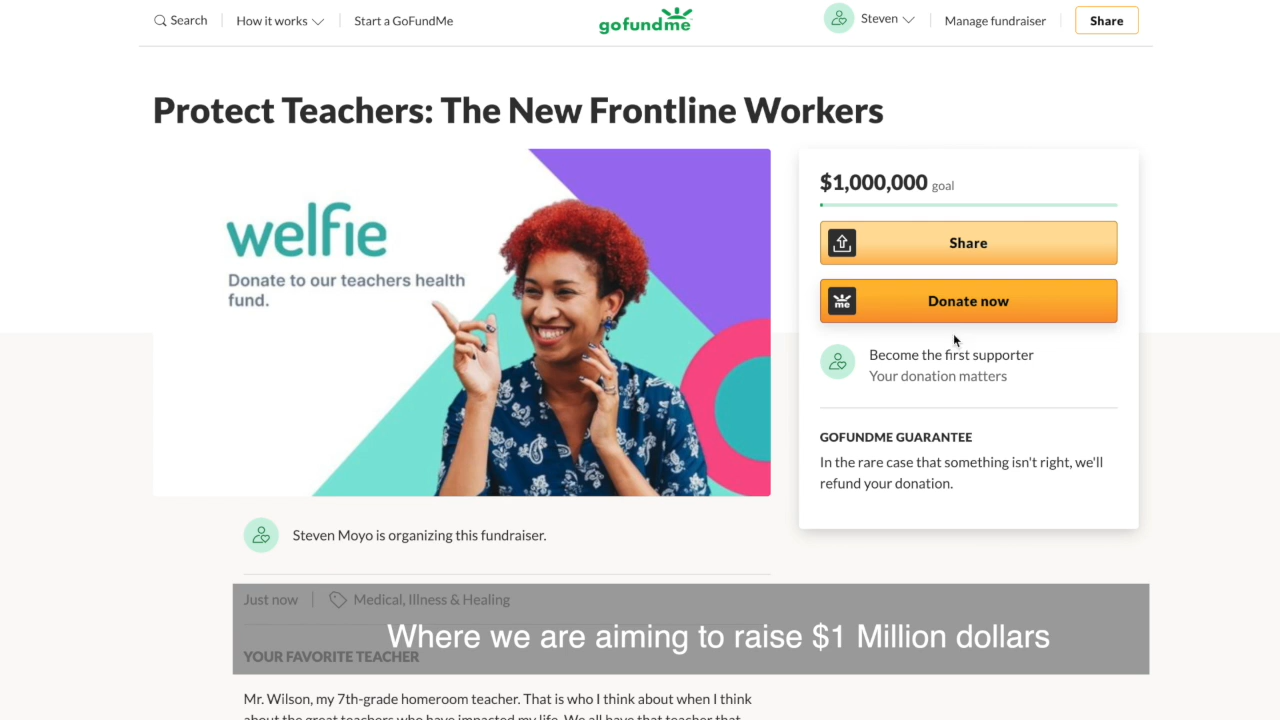 Search
How it works
Start a GoFundMe
gofundme
Steven
Manage fundraiser
Share
Protect Teachers: The New Frontline Workers
welfie
Donate to our teachers health
fund.
$1,000,000 goal
Share
me
Donate now
Become the first supporter
Your donation matters
GOFUNDME GUARANTEE
In the rare case that something isn't right, we'll
refund your donation.
Steven Moyo is organizing this fundraiser.
Just now
Medical, Illness & Healing
Where we are aiming to raise $1 Million dollars
YOUR FAVORITE TEACHER
Mr. Wilson, my 7th-grade homeroom teacher. That is who I think about when I think
about the great teachers who have impacted my life. We all have that teacher that